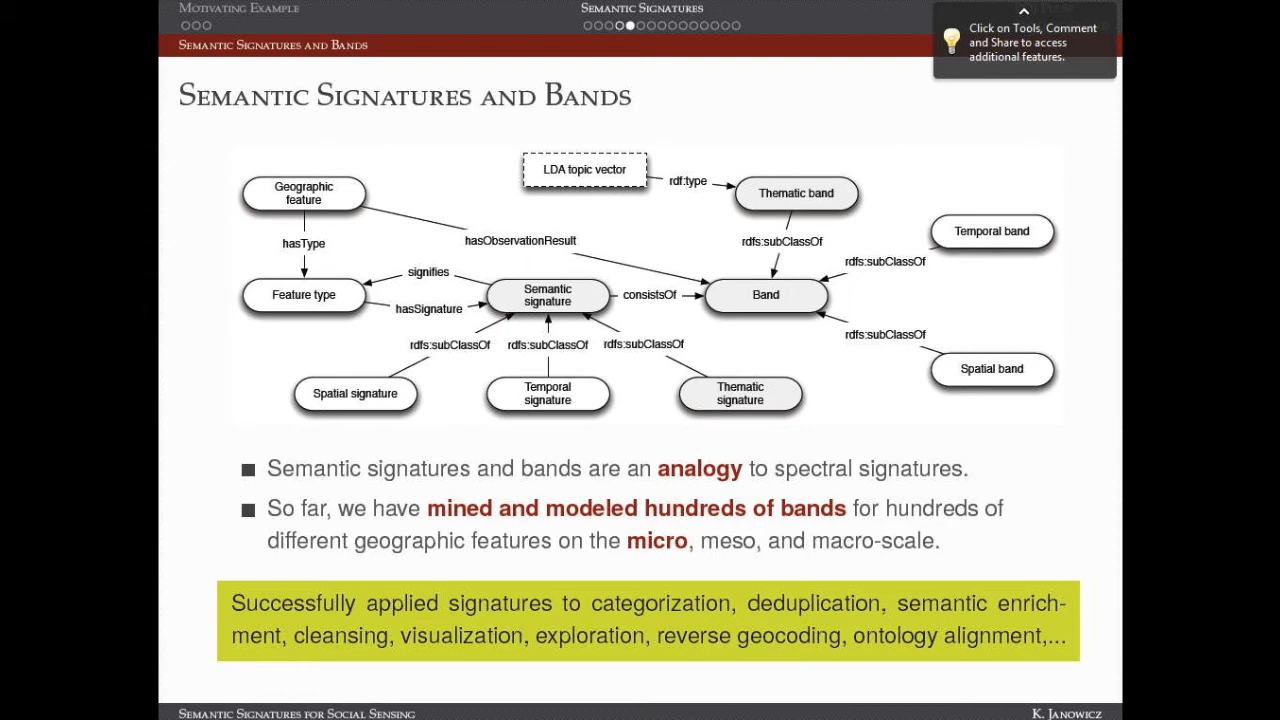 MOTIVATING EXAMPLE
SEMANTIC SIGNATURES
SEMANTIC SIGNATURES AND BANDS
Click on Tools, Comment
and Share to access
additional features.
SEMANTIC SIGNATURES AND BANDS
LDA topic vector
rdf:type
Thematic band
Geographic
feature
Temporal band
hasType
hasObservationResult
rdfs:subClassOf
rdfs:subClassOf
signifies
Feature type
Semantic
signature
consistsOf
Band
hasSignature
rdfs:subClassOf
rdfs:subClassOf
rdfs:subClassOf
rdfs:subClassOf
Spatial band
Spatial signature
Temporal
signature
Thematic
signature
Semantic signatures and bands are an analogy to spectral signatures.
So far, we have mined and modeled hundreds of bands for hundreds of
different geographic features on the micro, meso, and macro-scale.
Successfully applied signatures to categorization, deduplication, semantic enrich-
ment, cleansing, visualization, exploration, reverse geocoding, ontology alignment,...
SEMANTIC SIGNATURES FOR SOCIAL SENSING
K. JANOWICZ